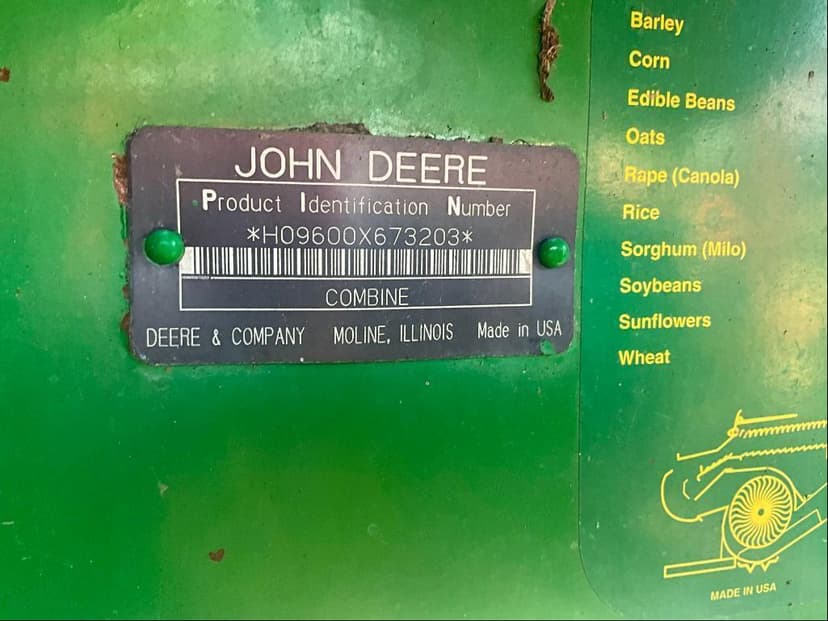 JOHN DEERE
Product Identification Number
*H09600X673203*
COMBINE
DEERE & COMPANY MOLINE, ILLINOIS Made in USA
Barley
Corn
Edible Beans
Oats
Rape (Canola)
Rice
Sorghum (Milo)
Soybeans
Sunflowers
Wheat
MADE IN USA